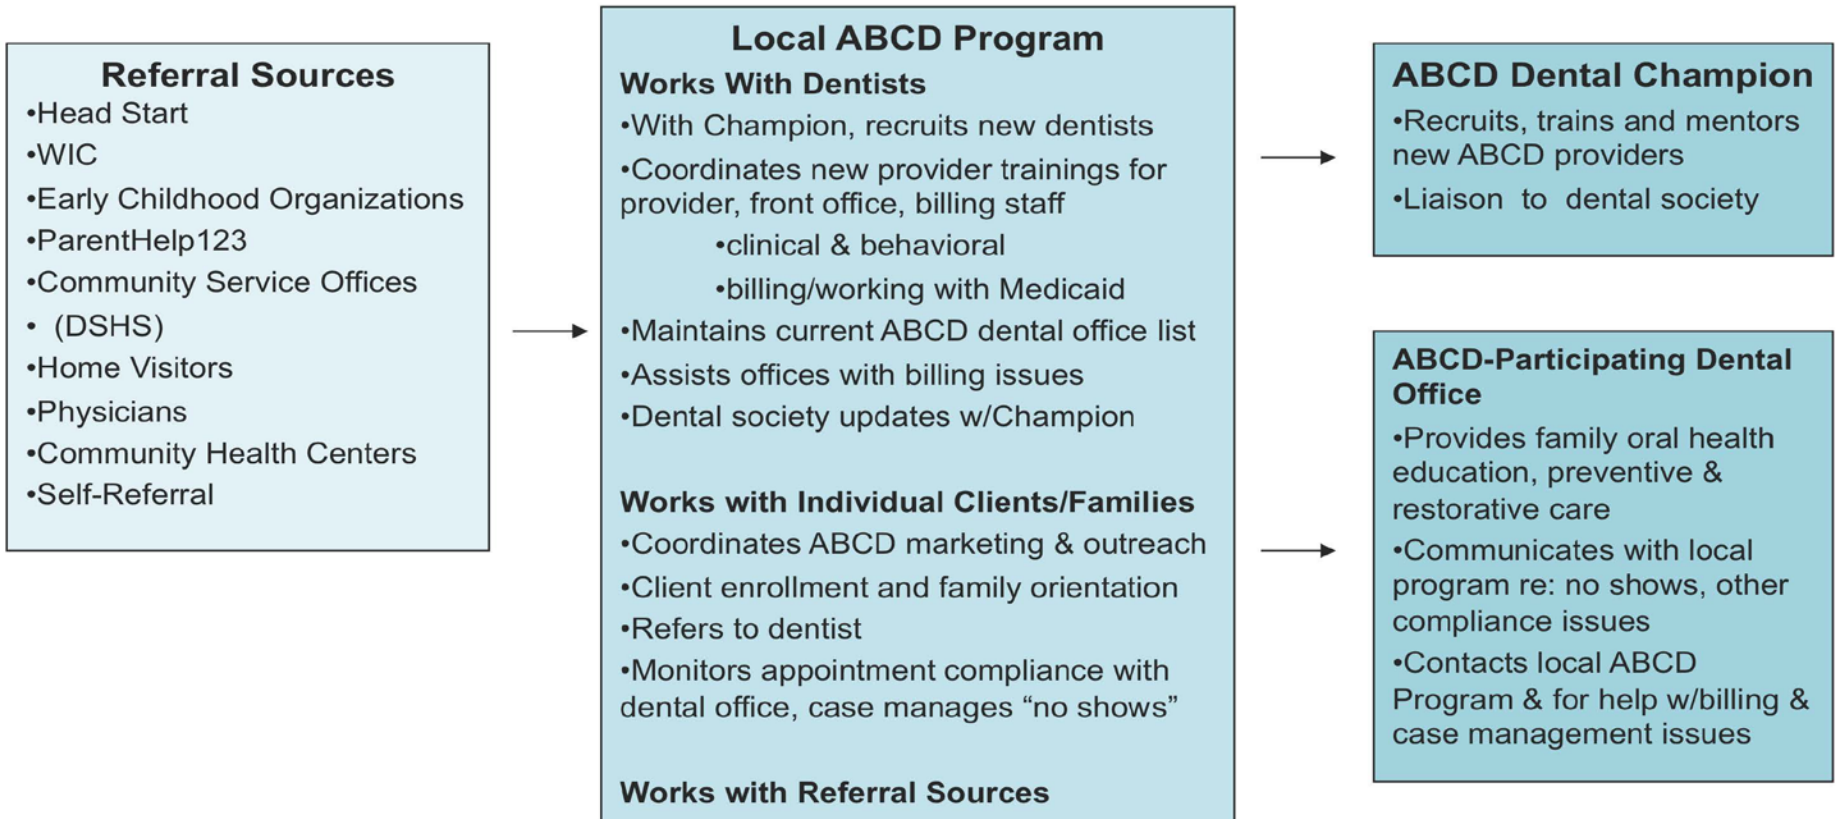 Referral Sources
•Head Start
•WIC
•Early Childhood Organizations
•ParentHelp123
•Community Service Offices
• (DSHS)
•Home Visitors
•Physicians
•Community Health Centers
•Self-Referral
Local ABCD Program
Works With Dentists
•With Champion, recruits new dentists
•Coordinates new provider trainings for
provider, front office, billing staff
•clinical & behavioral
•billing/working with Medicaid
•Maintains current ABCD dental office list
•Assists offices with billing issues
•Dental society updates w/Champion
Works with Individual Clients/Families
•Coordinates ABCD marketing & outreach
•Client enrollment and family orientation
•Refers to dentist
•Monitors appointment compliance with
dental office, case manages “no shows”
Works with Referral Sources
ABCD Dental Champion
•Recruits, trains and mentors
new ABCD providers
•Liaison to dental society
ABCD-Participating Dental
Office
•Provides family oral health
education, preventive &
restorative care
•Communicates with local
program re: no shows, other
compliance issues
•Contacts local ABCD
Program & for help w/billing &
case management issues